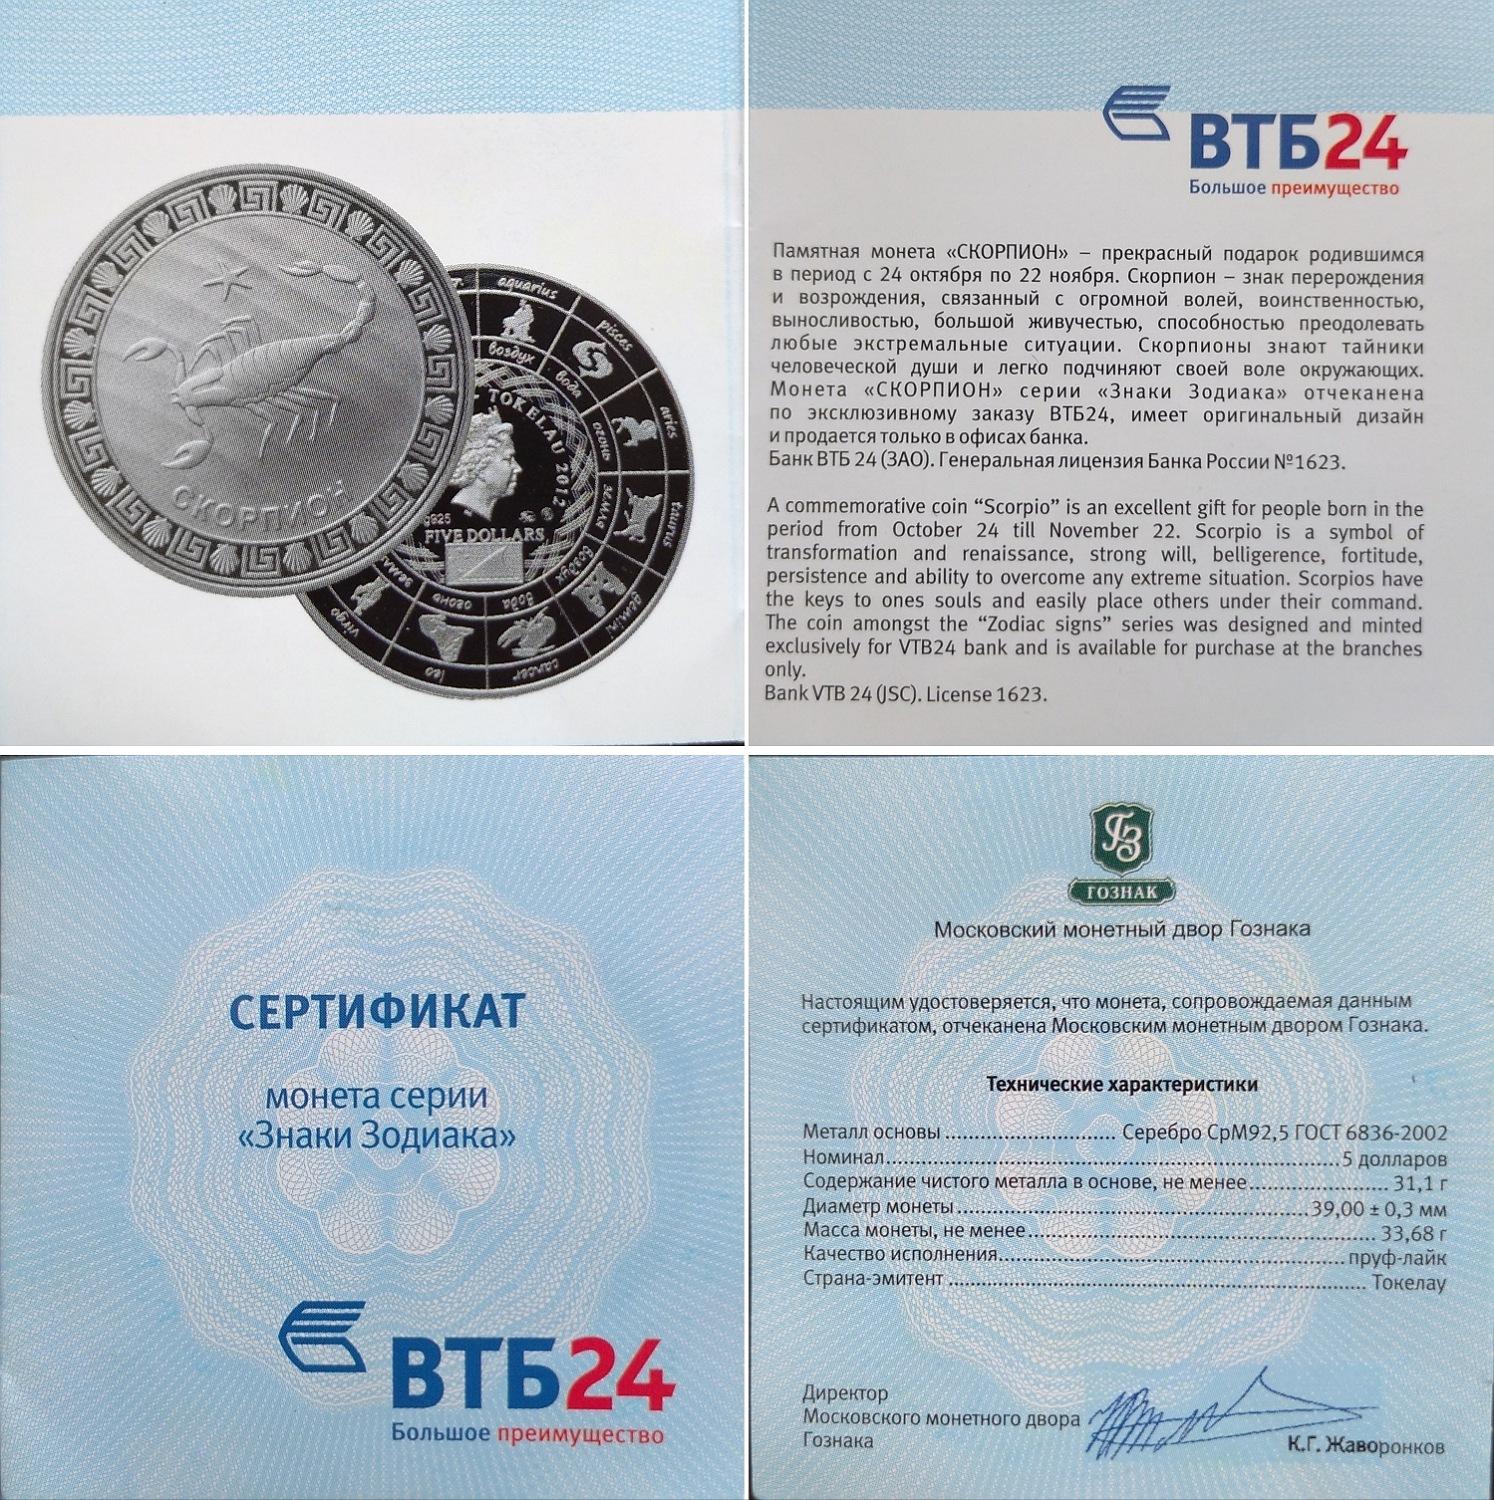 СКОРПИОН
aquarius
pisces
aries
taurus
gemini
cancer
leo
virgo
воздух
вода
огонь
земля
воздух
вода
огонь
TOKELAU 2012
925
FIVE DOLLARS
ВТБ24
Большое преимущество
Памятная монета «СКОРПИОН» – прекрасный подарок родившимся
в период с 24 октября по 22 ноября. Скорпион – знак перерождения
и возрождения, связанный с огромной волей, воинственностью,
выносливостью, большой живучестью, способностью преодолевать
любые экстремальные ситуации. Скорпионы знают тайники
человеческой души и легко подчиняют своей воле окружающих.
Монета «СКОРПИОН» серии «Знаки Зодиака» отчеканена
по эксклюзивному заказу ВТБ24, имеет оригинальный дизайн
и продается только в офисах банка.
Банк ВТБ 24 (ЗАО). Генеральная лицензия Банка России №1623.
A commemorative coin “Scorpio” is an excellent gift for people born in the
period from October 24 till November 22. Scorpio is a symbol of
transformation and renaissance, strong will, belligerence, fortitude,
persistence and ability to overcome any extreme situation. Scorpios have
the keys to ones souls and easily place others under their command.
The coin amongst the “Zodiac signs” series was designed and minted
exclusively for VTB24 bank and is available for purchase at the branches
only.
Bank VTB 24 (JSC). License 1623.
СЕРТИФИКАТ
монета серии
«Знаки Зодиака»
ВТБ24
Большое преимущество
ГЗ
ГОЗНАК
Московский монетный двор Гознака
Настоящим удостоверяется, что монета, сопровождаемая данным
сертификатом, отчеканена Московским монетным двором Гознака.
Технические характеристики
Металл основы ............................ Серебро СрМ92,5 ГОСТ 6836-2002
Номинал..........................................................................5 долларов
Содержание чистого металла в основе, не менее....................... 31,1 г
Диаметр монеты.........................................................39,00 ± 0,3 мм
Масса монеты, не менее......................................................... 33,68 г
Качество исполнения.........................................................пруф-лайк
Страна-эмитент ..................................................................... Токелау
Директор
Московского монетного двора
Гознака
К.Г. Жаворонков